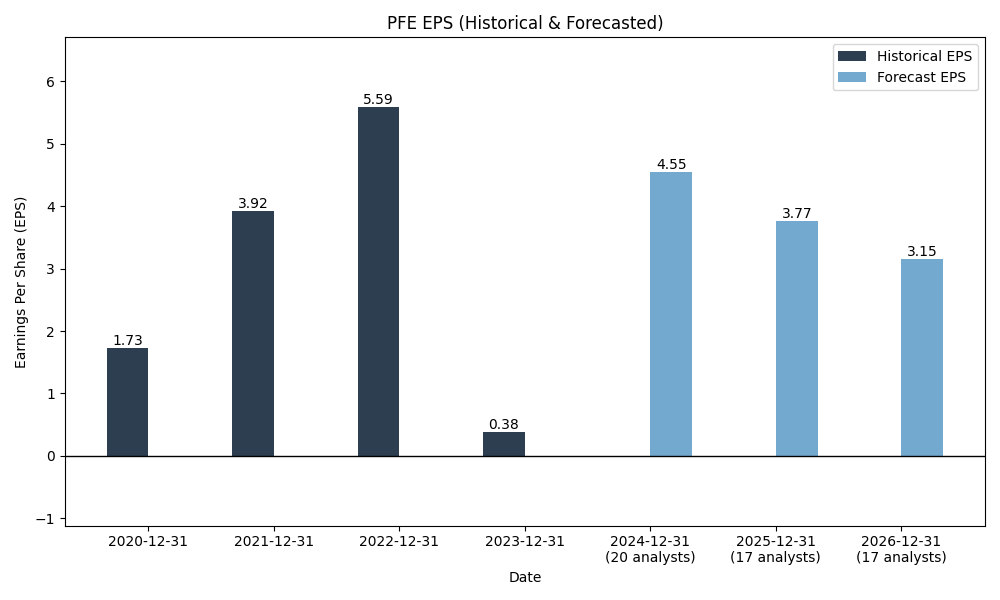 PFE EPS (Historical & Forecasted)
Historical EPS
Forecast EPS
Earnings Per Share (EPS)
6
5
4
3
2
1
0
−1
1.73
3.92
5.59
0.38
4.55
3.77
3.15
2020-12-31
2021-12-31
2022-12-31
2023-12-31
2024-12-31
(20 analysts)
2025-12-31
(17 analysts)
2026-12-31
(17 analysts)
Date